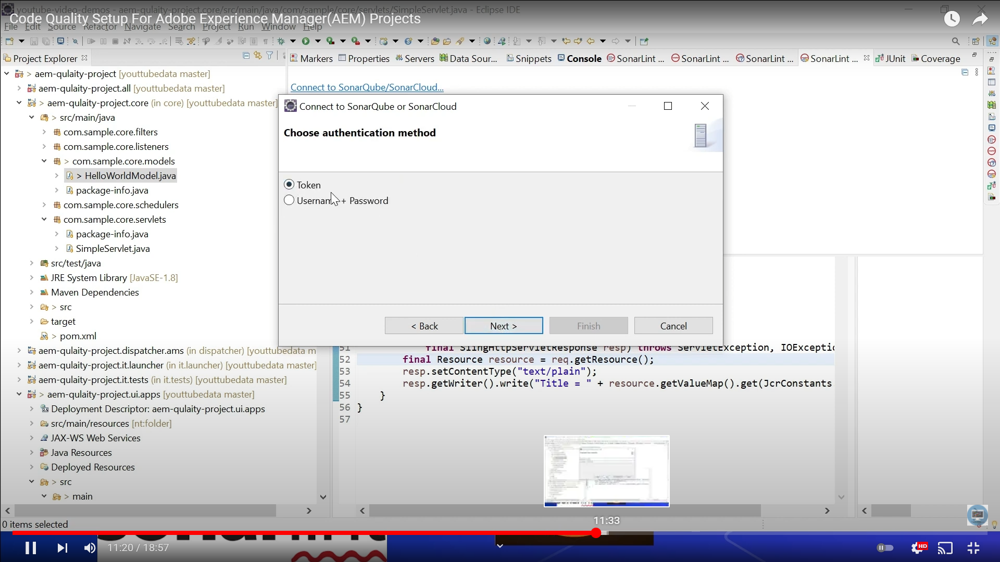 youtube-video-demos - aem-qulaity-project.core/src/main/java/com/sample/core/servlets/SimpleServlet.java - Eclipse IDE
Code Quality Setup For Adobe Experience Manager(AEM) Projects
File Edit Source Refactor Navigate Search Project Run Window Help
Project Explorer
Markers Properties Servers Data Sour... Snippets Console SonarLint ... SonarLint ... SonarLint ... SonarLint ... JUnit Coverage
> aem-qulaity-project [youttubedata master]
aem-qulaity-project.all [youttubedata master]
> aem-qulaity-project.core (in core) [youttubedata master]
> src/main/java
com.sample.core.filters
com.sample.core.listeners
> com.sample.core.models
> HelloWorldModel.java
package-info.java
com.sample.core.schedulers
com.sample.core.servlets
package-info.java
SimpleServlet.java
src/test/java
JRE System Library [JavaSE-1.8]
Maven Dependencies
> src
target
> pom.xml
aem-qulaity-project.dispatcher.ams (in dispatcher) [youttubedata m
aem-qulaity-project.it.launcher (in it.launcher) [youttubedata master]
aem-qulaity-project.it.tests (in it.tests) [youttubedata master]
> aem-qulaity-project.ui.apps [youttubedata master]
Deployment Descriptor: aem-qulaity-project.ui.apps
src/main/resources [nt:folder]
JAX-WS Web Services
Java Resources
Deployed Resources
> src
> main
Connect to SonarQube/SonarCloud...
Connect to SonarQube or SonarCloud
Choose authentication method
Token
Username + Password
< Back Next > Finish Cancel
51 final SlingHttpServletResponse resp) throws ServletException, IOExceptic
52 final Resource resource = req.getResource();
53 resp.setContentType("text/plain");
54 resp.getWriter().write("Title = " + resource.getValueMap().get(JcrConstants
55 }
56 }
57
11:33
0 items selected
11:20 / 18:57
HD